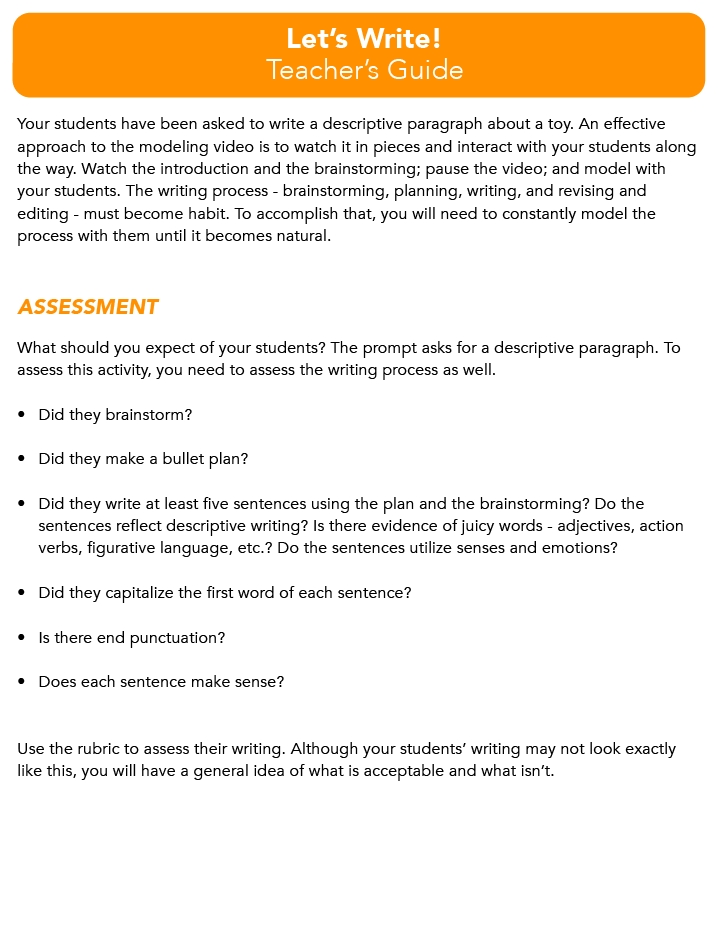 Let’s Write!
Teacher’s Guide
Your students have been asked to write a descriptive paragraph about a toy. An effective
approach to the modeling video is to watch it in pieces and interact with your students along
the way. Watch the introduction and the brainstorming; pause the video; and model with
your students. The writing process - brainstorming, planning, writing, and revising and
editing - must become habit. To accomplish that, you will need to constantly model the
process with them until it becomes natural.
ASSESSMENT
What should you expect of your students? The prompt asks for a descriptive paragraph. To
assess this activity, you need to assess the writing process as well.
• Did they brainstorm?
• Did they make a bullet plan?
• Did they write at least five sentences using the plan and the brainstorming? Do the
sentences reflect descriptive writing? Is there evidence of juicy words - adjectives, action
verbs, figurative language, etc.? Do the sentences utilize senses and emotions?
• Did they capitalize the first word of each sentence?
• Is there end punctuation?
• Does each sentence make sense?
Use the rubric to assess their writing. Although your students’ writing may not look exactly
like this, you will have a general idea of what is acceptable and what isn’t.